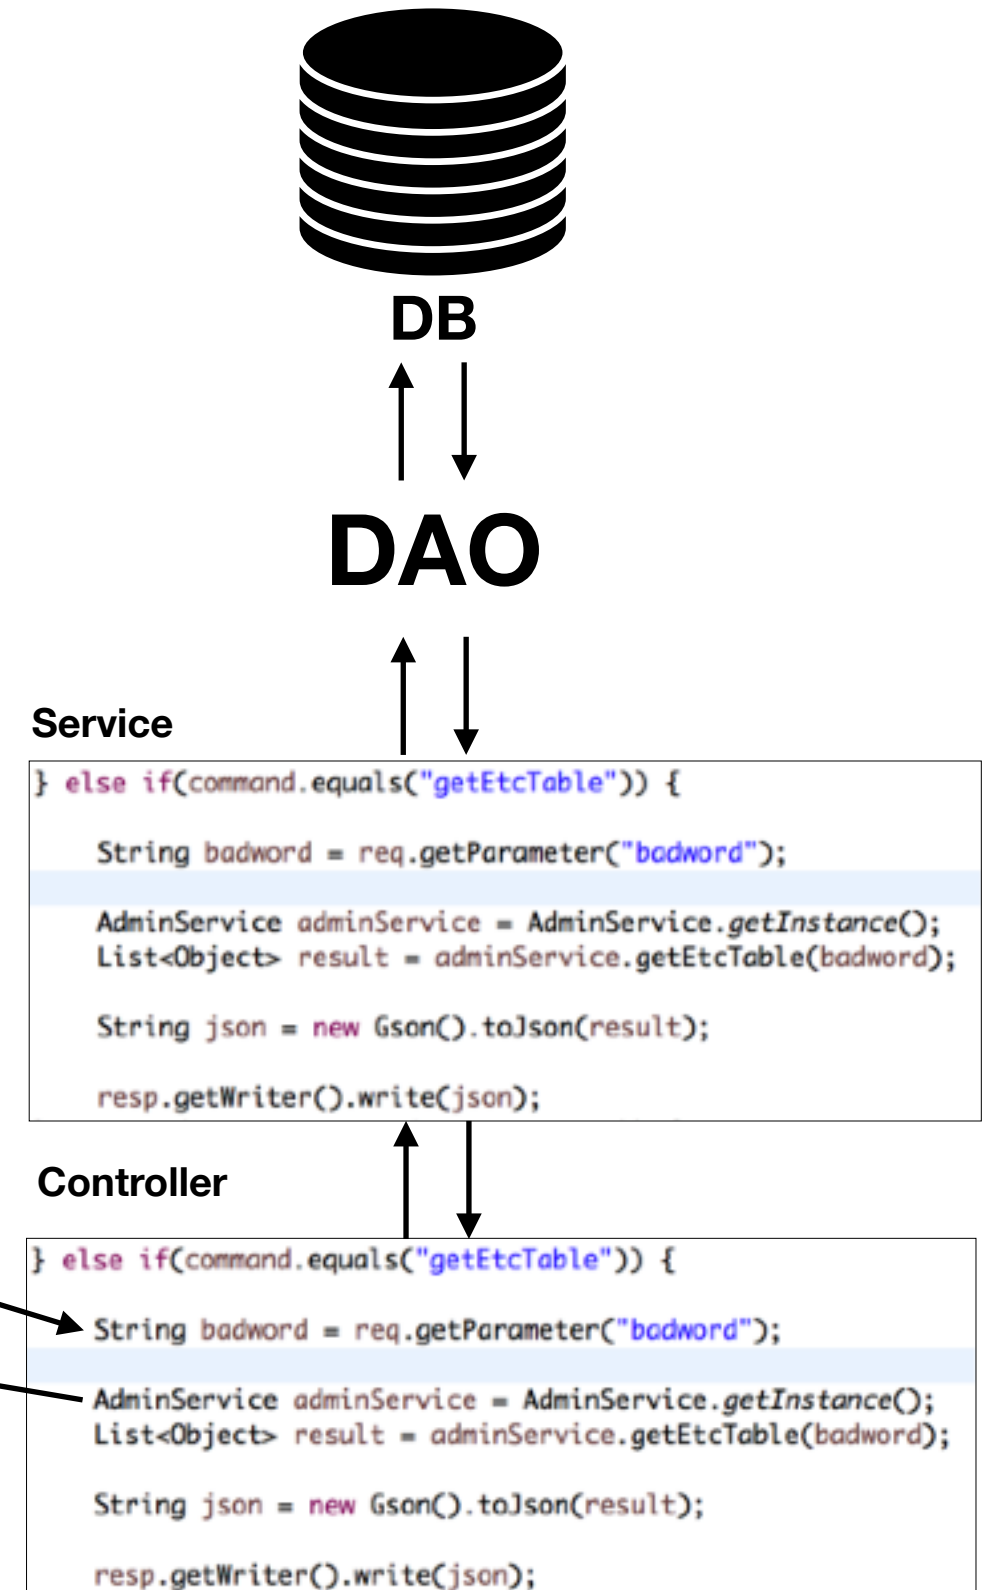 DB
DAO
Service
} else if(command.equals("getEtcTable")) {
String badword = req.getParameter("badword");
AdminService adminService = AdminService.getInstance();
List<Object> result = adminService.getEtcTable(badword);
String json = new Gson().toJson(result);
resp.getWriter().write(json);
Controller
} else if(command.equals("getEtcTable")) {
String badword = req.getParameter("badword");
AdminService adminService = AdminService.getInstance();
List<Object> result = adminService.getEtcTable(badword);
String json = new Gson().toJson(result);
resp.getWriter().write(json);